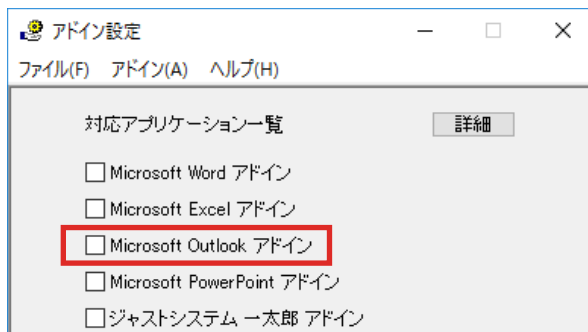 アドイン設定
ファイル(F) アドイン(A) ヘルプ(H)
対応アプリケーション一覧 詳細
Microsoft Word アドイン
Microsoft Excel アドイン
Microsoft Outlook アドイン
Microsoft PowerPoint アドイン
ジャストシステム 一太郎 アドイン